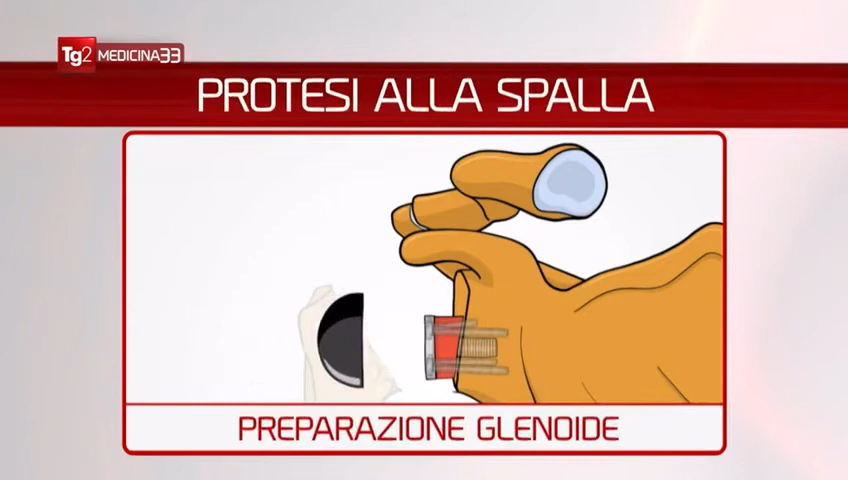 Tg2 MEDICINA33
PROTESI ALLA SPALLA
PREPARAZIONE GLENOIDE